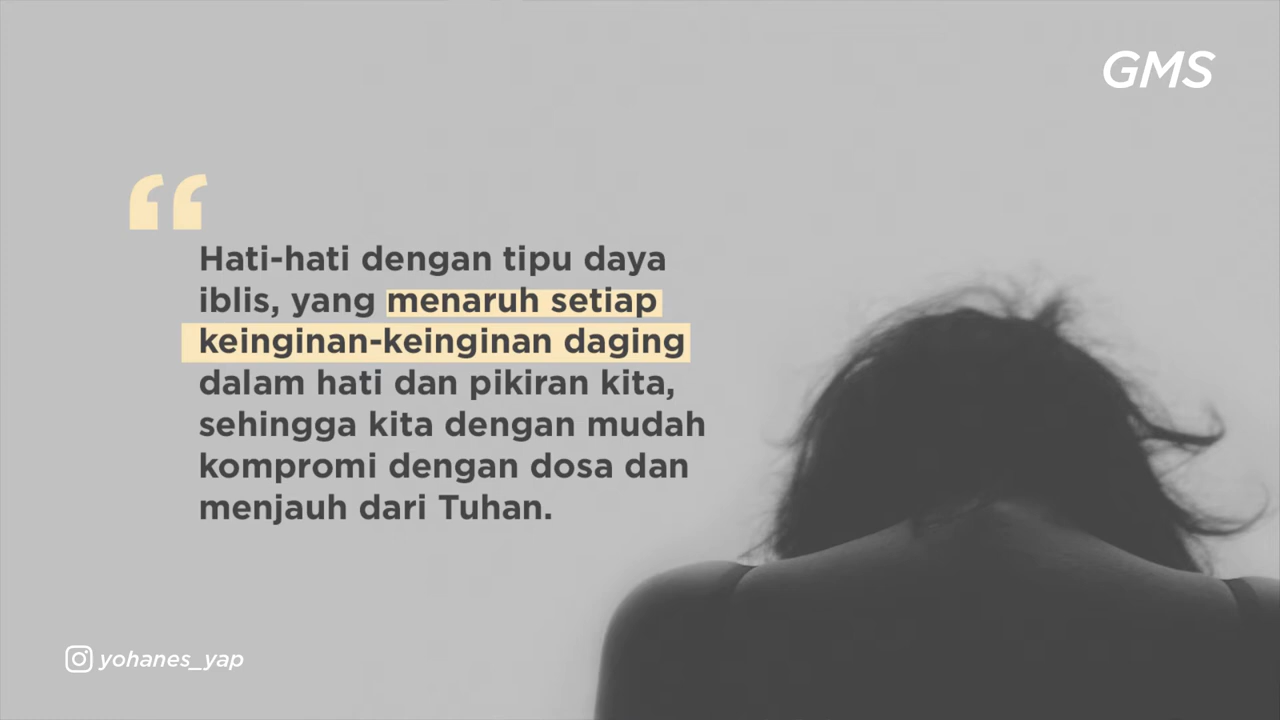 GMS
“
Hati-hati dengan tipu daya
iblis, yang menaruh setiap
keinginan-keinginan daging
dalam hati dan pikiran kita,
sehingga kita dengan mudah
kompromi dengan dosa dan
menjauh dari Tuhan.
yohanes_yap